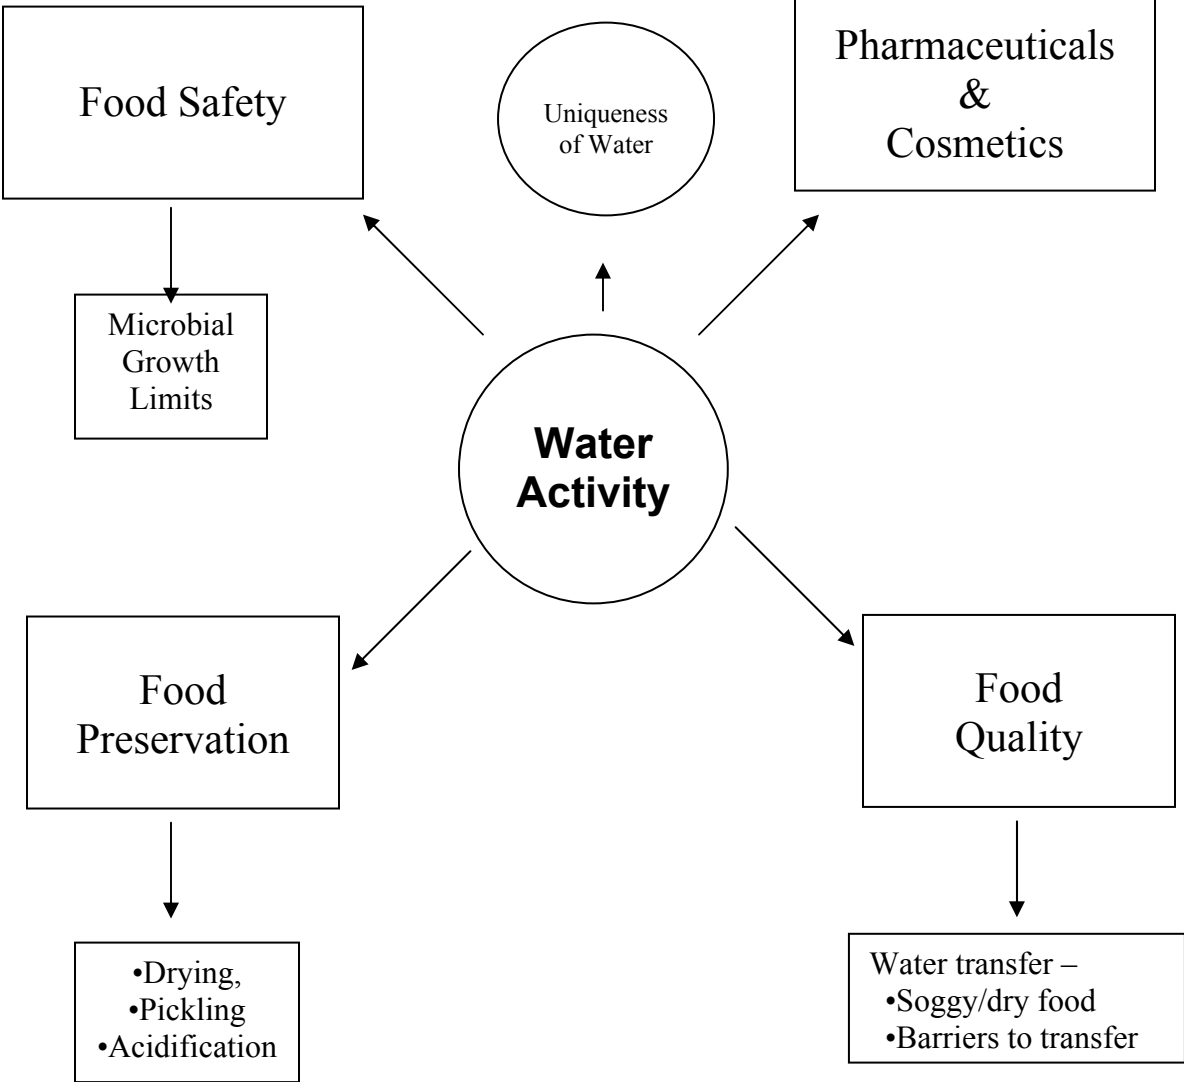 Food Safety
Uniqueness
of Water
Pharmaceuticals
&
Cosmetics
Microbial
Growth
Limits
Water
Activity
Food
Preservation
Food
Quality
•Drying,
•Pickling
•Acidification
Water transfer –
•Soggy/dry food
•Barriers to transfer